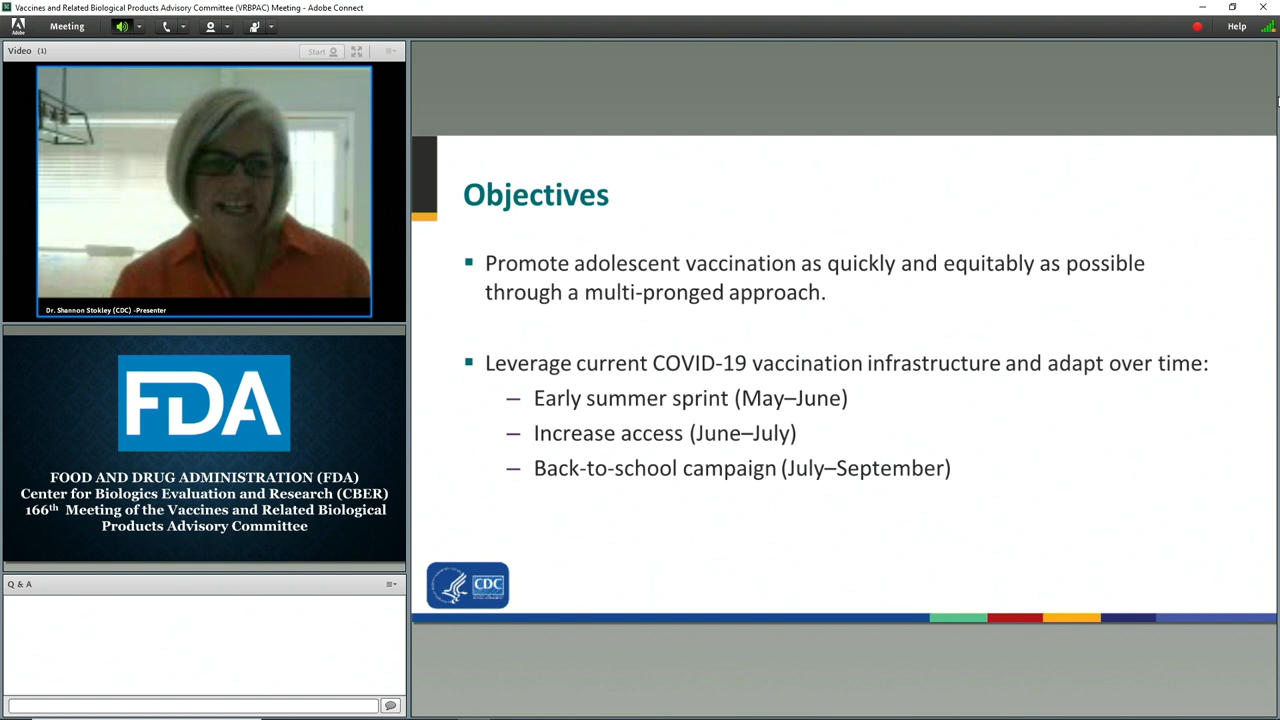 Vaccines and Related Biological Products Advisory Committee (VRBPAC) Meeting - Adobe Connect
Meeting
Help
Video (1)
Start
Dr. Shannon Stokley (CDC) -Presenter
FDA
FOOD AND DRUG ADMINISTRATION (FDA)
Center for Biologics Evaluation and Research (CBER)
166th Meeting of the Vaccines and Related Biological
Products Advisory Committee
Q & A
Objectives
Promote adolescent vaccination as quickly and equitably as possible
through a multi-pronged approach.
Leverage current COVID-19 vaccination infrastructure and adapt over time:
– Early summer sprint (May–June)
– Increase access (June–July)
– Back-to-school campaign (July–September)
CDC